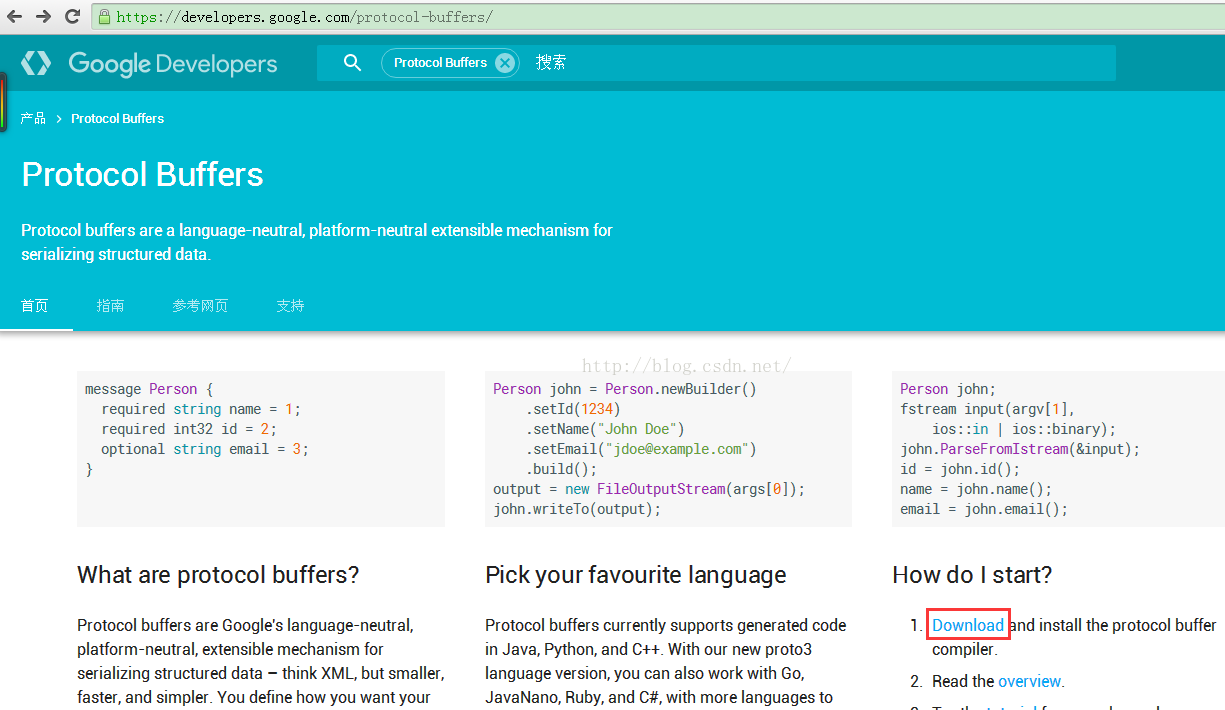 https://developers.google.com/protocol-buffers/
Google Developers
Protocol Buffers
搜索
产品 > Protocol Buffers
Protocol Buffers
Protocol buffers are a language-neutral, platform-neutral extensible mechanism for
serializing structured data.
首页 指南 参考网页 支持
http://blog.csdn.net/
message Person {
  required string name = 1;
  required int32 id = 2;
  optional string email = 3;
}
Person john = Person.newBuilder()
    .setId(1234)
    .setName("John Doe")
    .setEmail("jdoe@example.com")
    .build();
output = new FileOutputStream(args[0]);
john.writeTo(output);
Person john;
fstream input(argv[1],
    ios::in | ios::binary);
john.ParseFromIstream(&input);
id = john.id();
name = john.name();
email = john.email();
What are protocol buffers?
Protocol buffers are Google's language-neutral,
platform-neutral, extensible mechanism for
serializing structured data – think XML, but smaller,
faster, and simpler. You define how you want your
Pick your favourite language
Protocol buffers currently supports generated code
in Java, Python, and C++. With our new proto3
language version, you can also work with Go,
JavaNano, Ruby, and C#, with more languages to
How do I start?
1. Download and install the protocol buffer
compiler.
2. Read the overview.